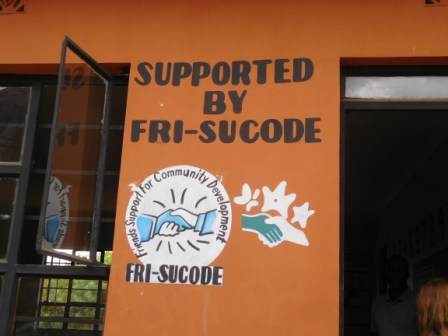 SUPPORTED
BY
FRI-SUCODE
Friends Support For Community Development
FRI-SUCODE